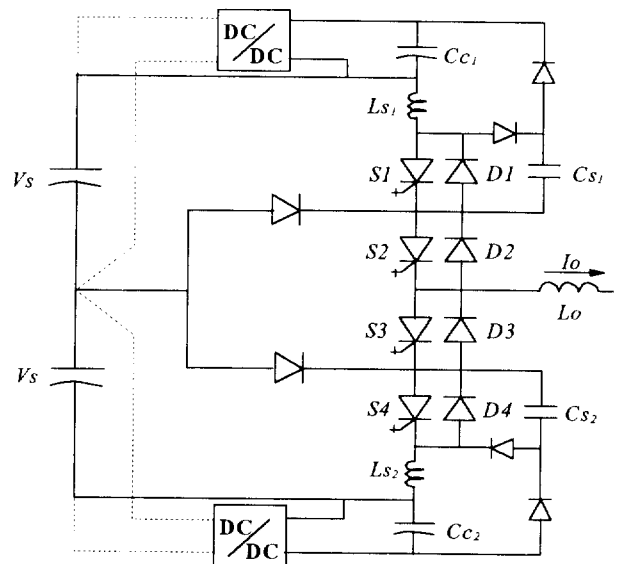 DC/DC
Cc₁
Ls₁
Vs
S1
D1
Cs₁
S2
D2
Io
Lo
S3
D3
Vs
S4
D4
Cs₂
Ls₂
DC/DC
Cc₂